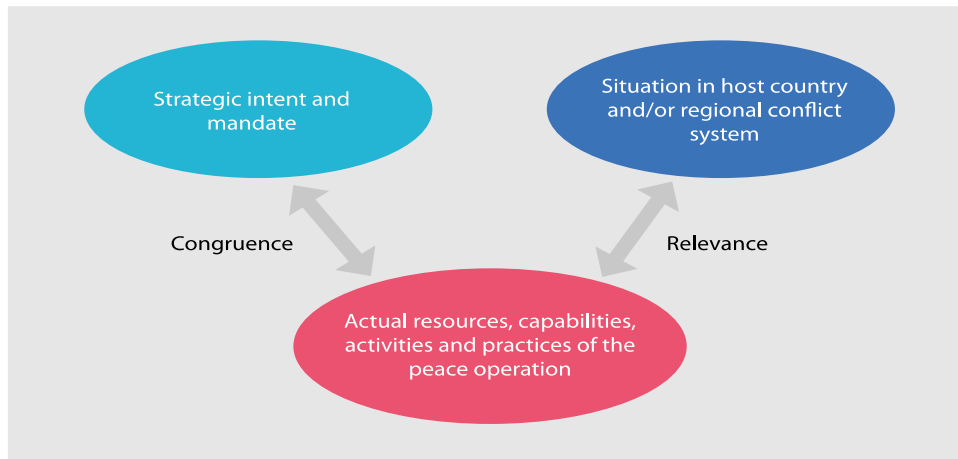 Strategic intent and
mandate
Situation in host country
and/or regional conflict
system
Congruence
Relevance
Actual resources, capabilities,
activities and practices of the
peace operation